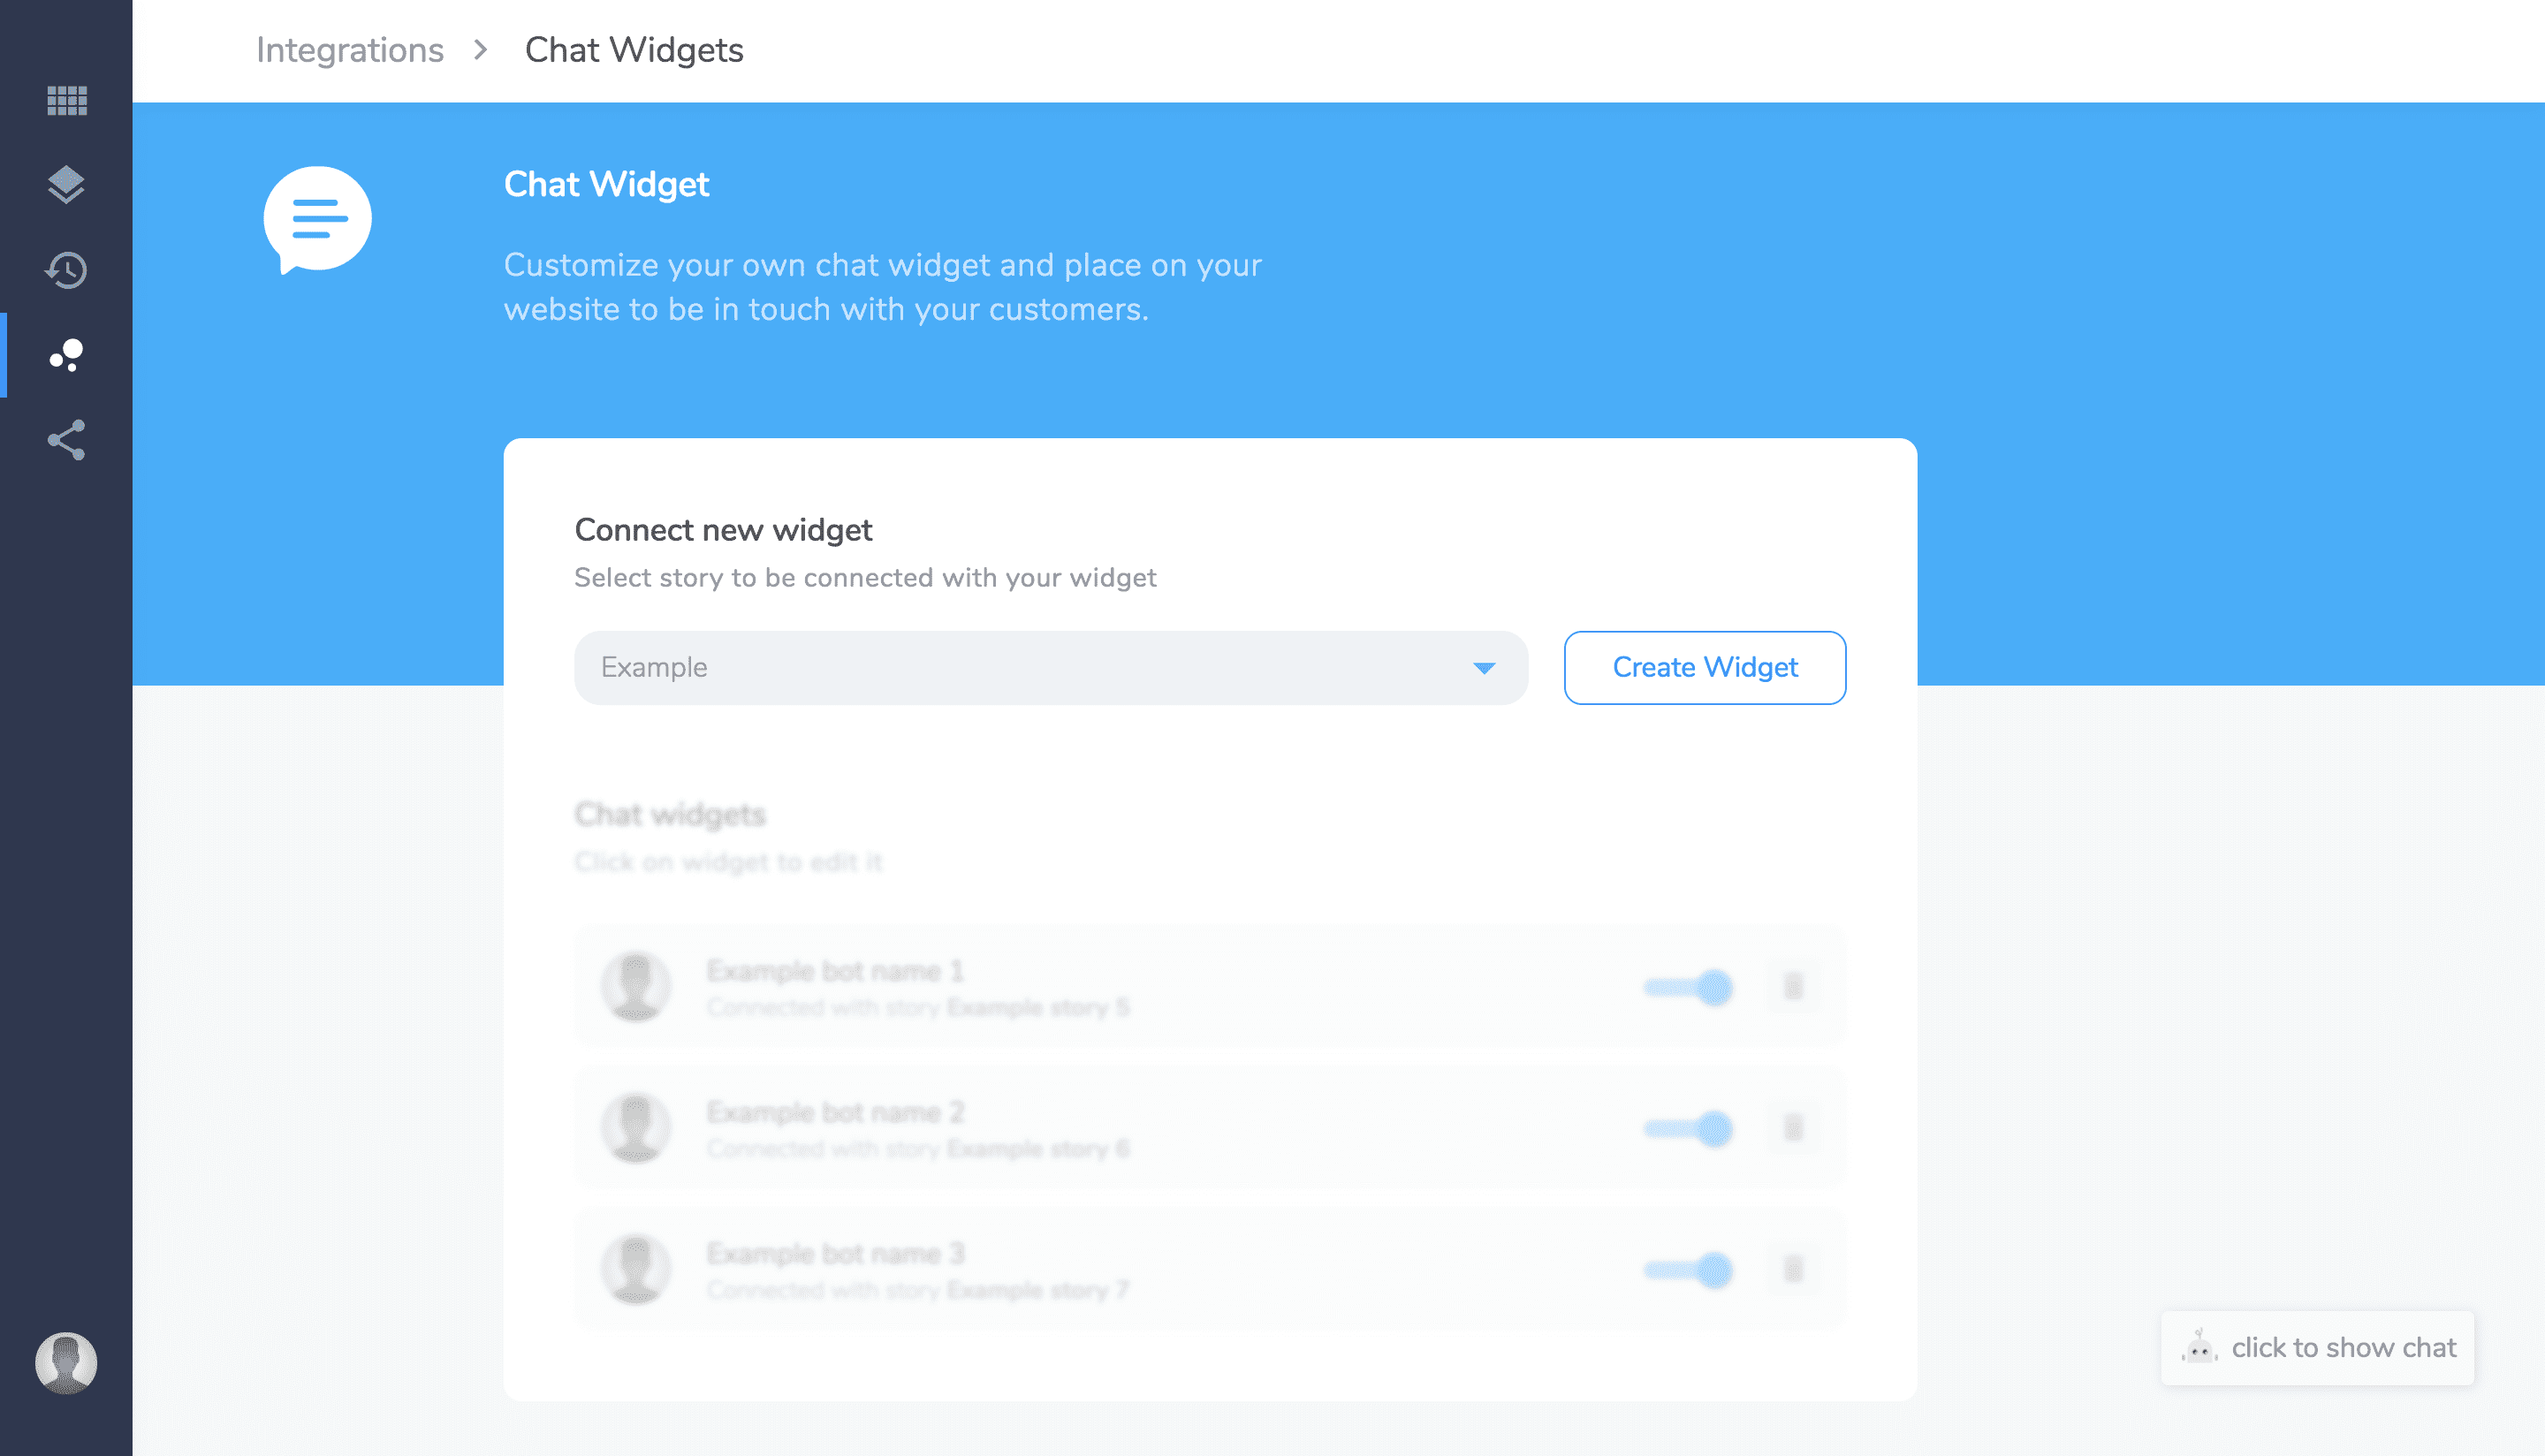 Integrations > Chat Widgets
Chat Widget
Customize your own chat widget and place on your
website to be in touch with your customers.
Connect new widget
Select story to be connected with your widget
Example
Create Widget
Chat widgets
Click on widget to edit it
Example bot name 1
Connected with story Example story 5
Example bot name 2
Connected with story Example story 6
Example bot name 3
Connected with story Example story 7
click to show chat